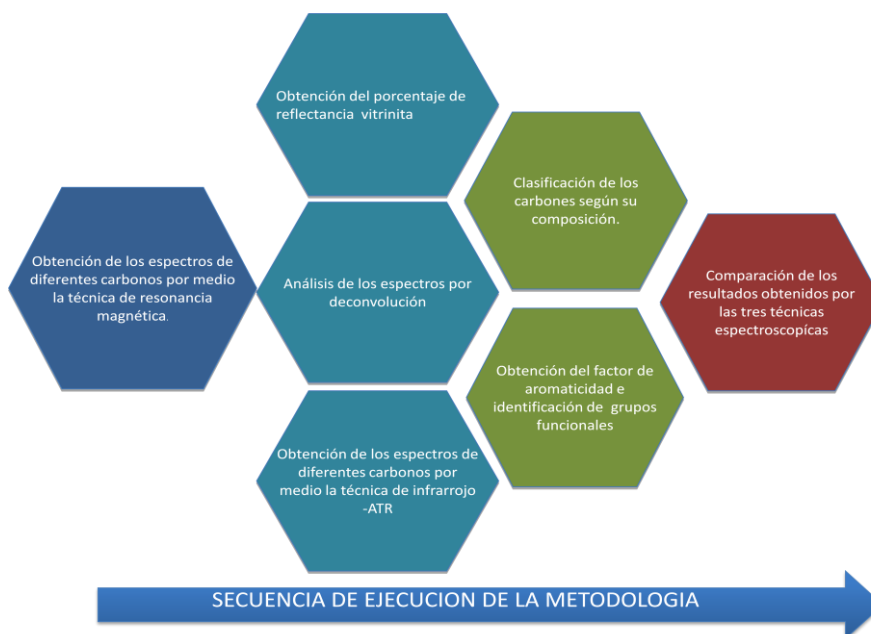 Obtención del porcentaje de
reflectancia vitrinita
Clasificación de los
carbones según su
composición.
Obtención de los espectros de
diferentes carbonos por medio
la técnica de resonancia
magnética.
Análisis de los espectros por
deconvolución
Comparación de los
resultados obtenidos por
las tres técnicas
espectroscopícas
Obtención del factor de
aromaticidad e
identificación de grupos
funcionales
Obtención de los espectros de
diferentes carbonos por
medio la técnica de infrarrojo
-ATR
SECUENCIA DE EJECUCION DE LA METODOLOGIA